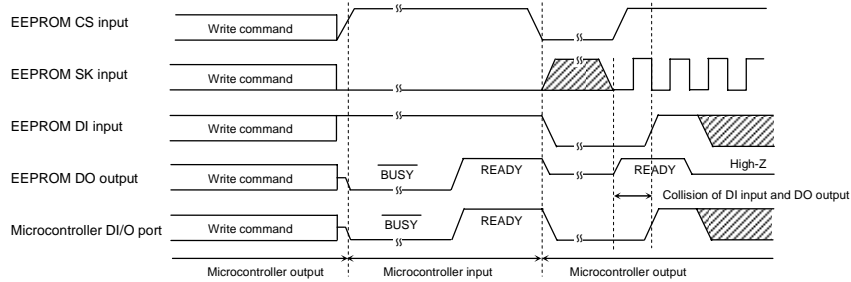 EEPROM CS input
Write command
EEPROM SK input
Write command
EEPROM DI input
Write command
EEPROM DO output
Write command
BUSY
READY
READY
High-Z
Collision of DI input and DO output
Microcontroller DI/O port
Write command
BUSY
READY
Microcontroller output
Microcontroller input
Microcontroller output